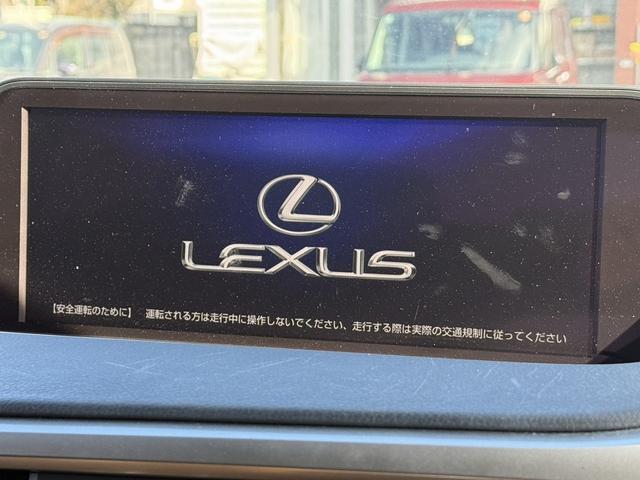 LEXUS
【安全運転のために】 運転される方は走行中に操作しないでください、走行する際は実際の交通規制に従ってください